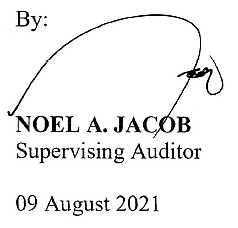 By:
NOEL A. JACOB
Supervising Auditor
09 August 2021